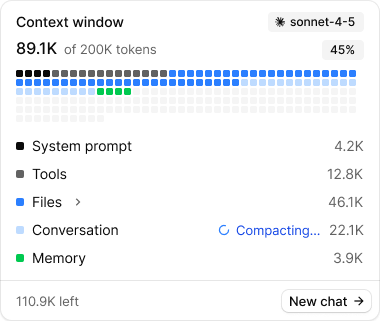 Context window sonnet-4-5
89.1K of 200K tokens 45%
System prompt 4.2K
Tools 12.8K
Files 46.1K
Conversation Compacting... 22.1K
Memory 3.9K
110.9K left New chat